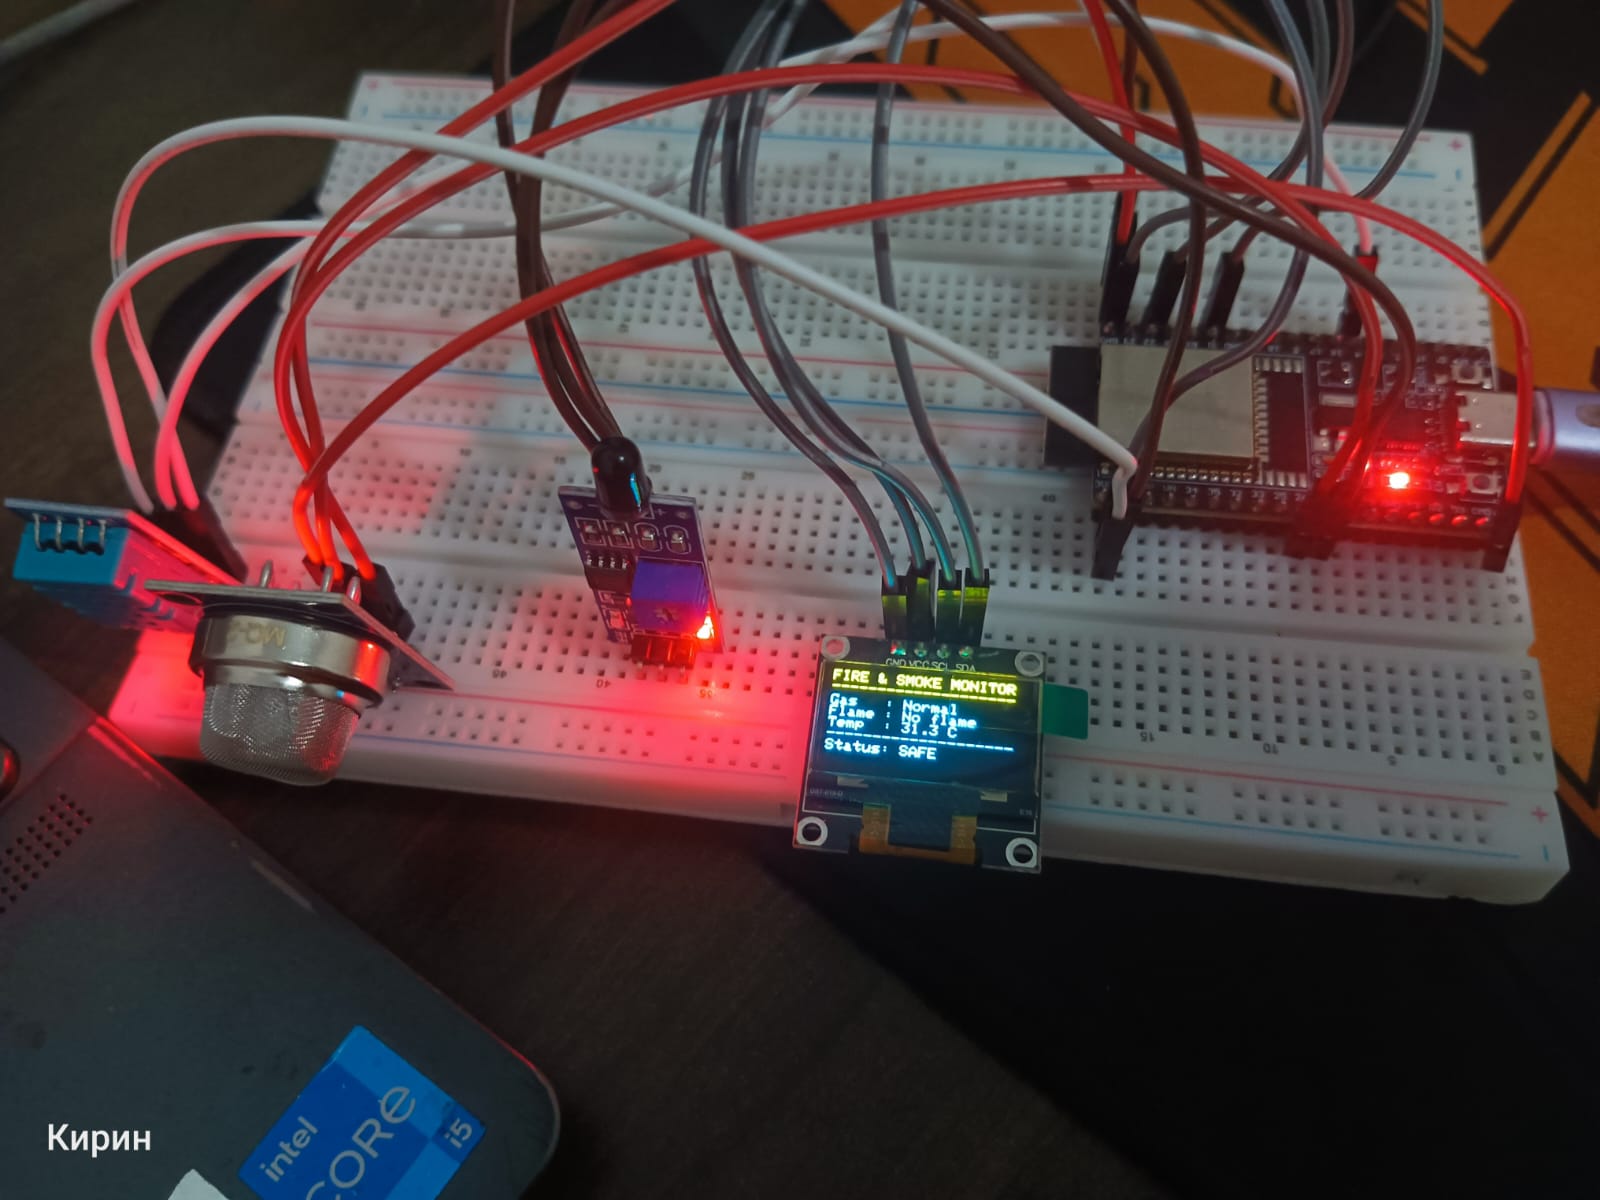 GND VCC SCL SDA
FIRE & SMOKE MONITOR
Gas : Normal
Flame : No flame
Temp : 31.3 C
Status: SAFE
intel
CORE
i5
Кирин